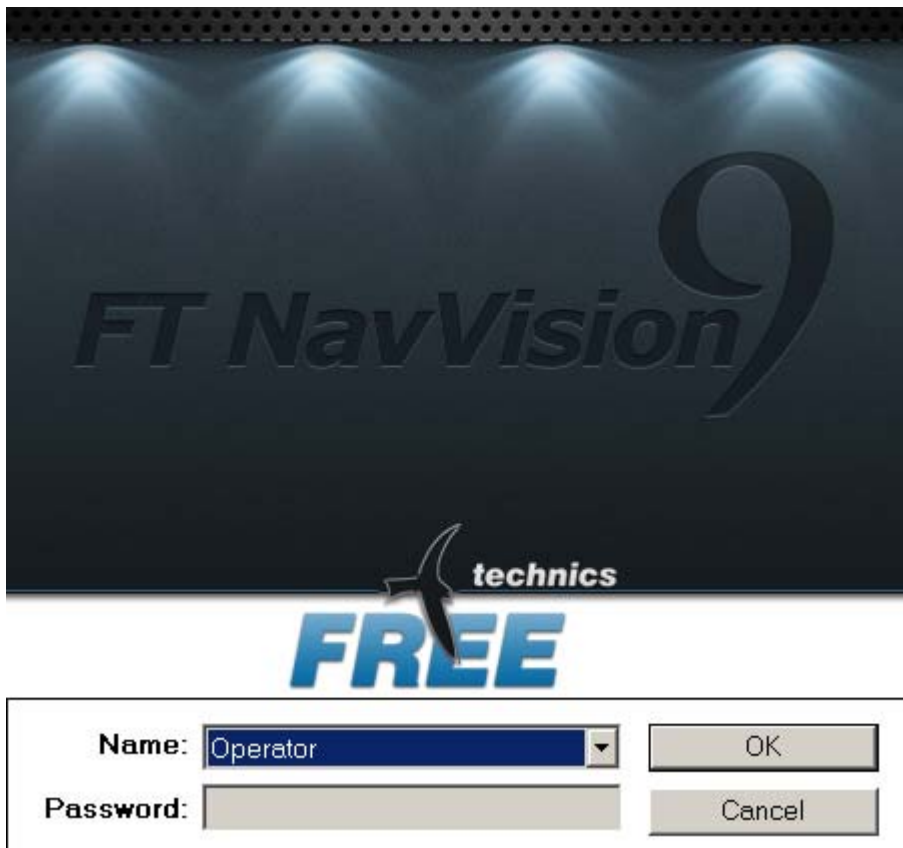 FT NavVision 9
technics
FREE
Name: Operator OK
Password: Cancel